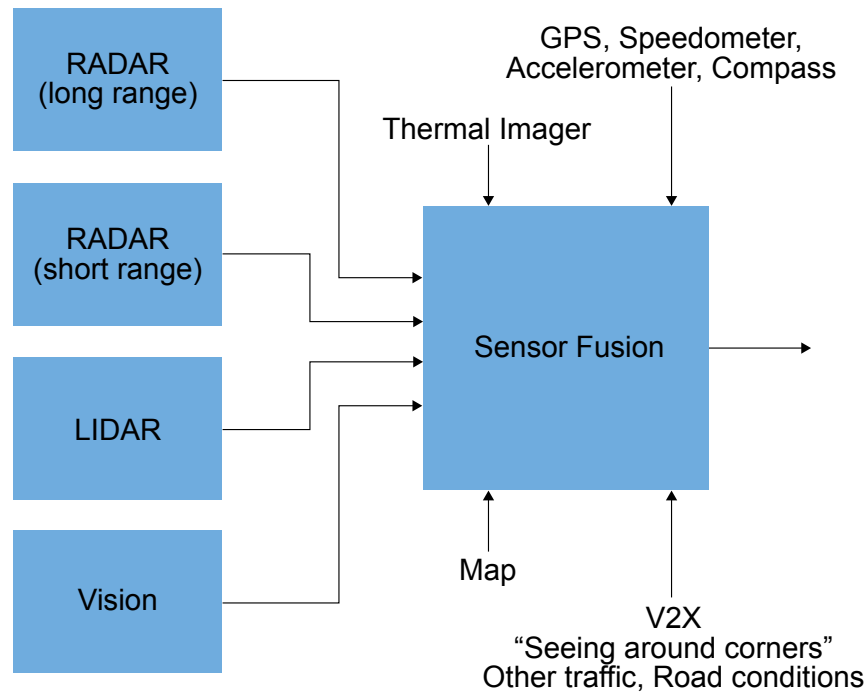 RADAR
(long range)
GPS, Speedometer,
Accelerometer, Compass
Thermal Imager
RADAR
(short range)
Sensor Fusion
LIDAR
Vision
Map
V2X
“Seeing around corners”
Other traffic, Road conditions